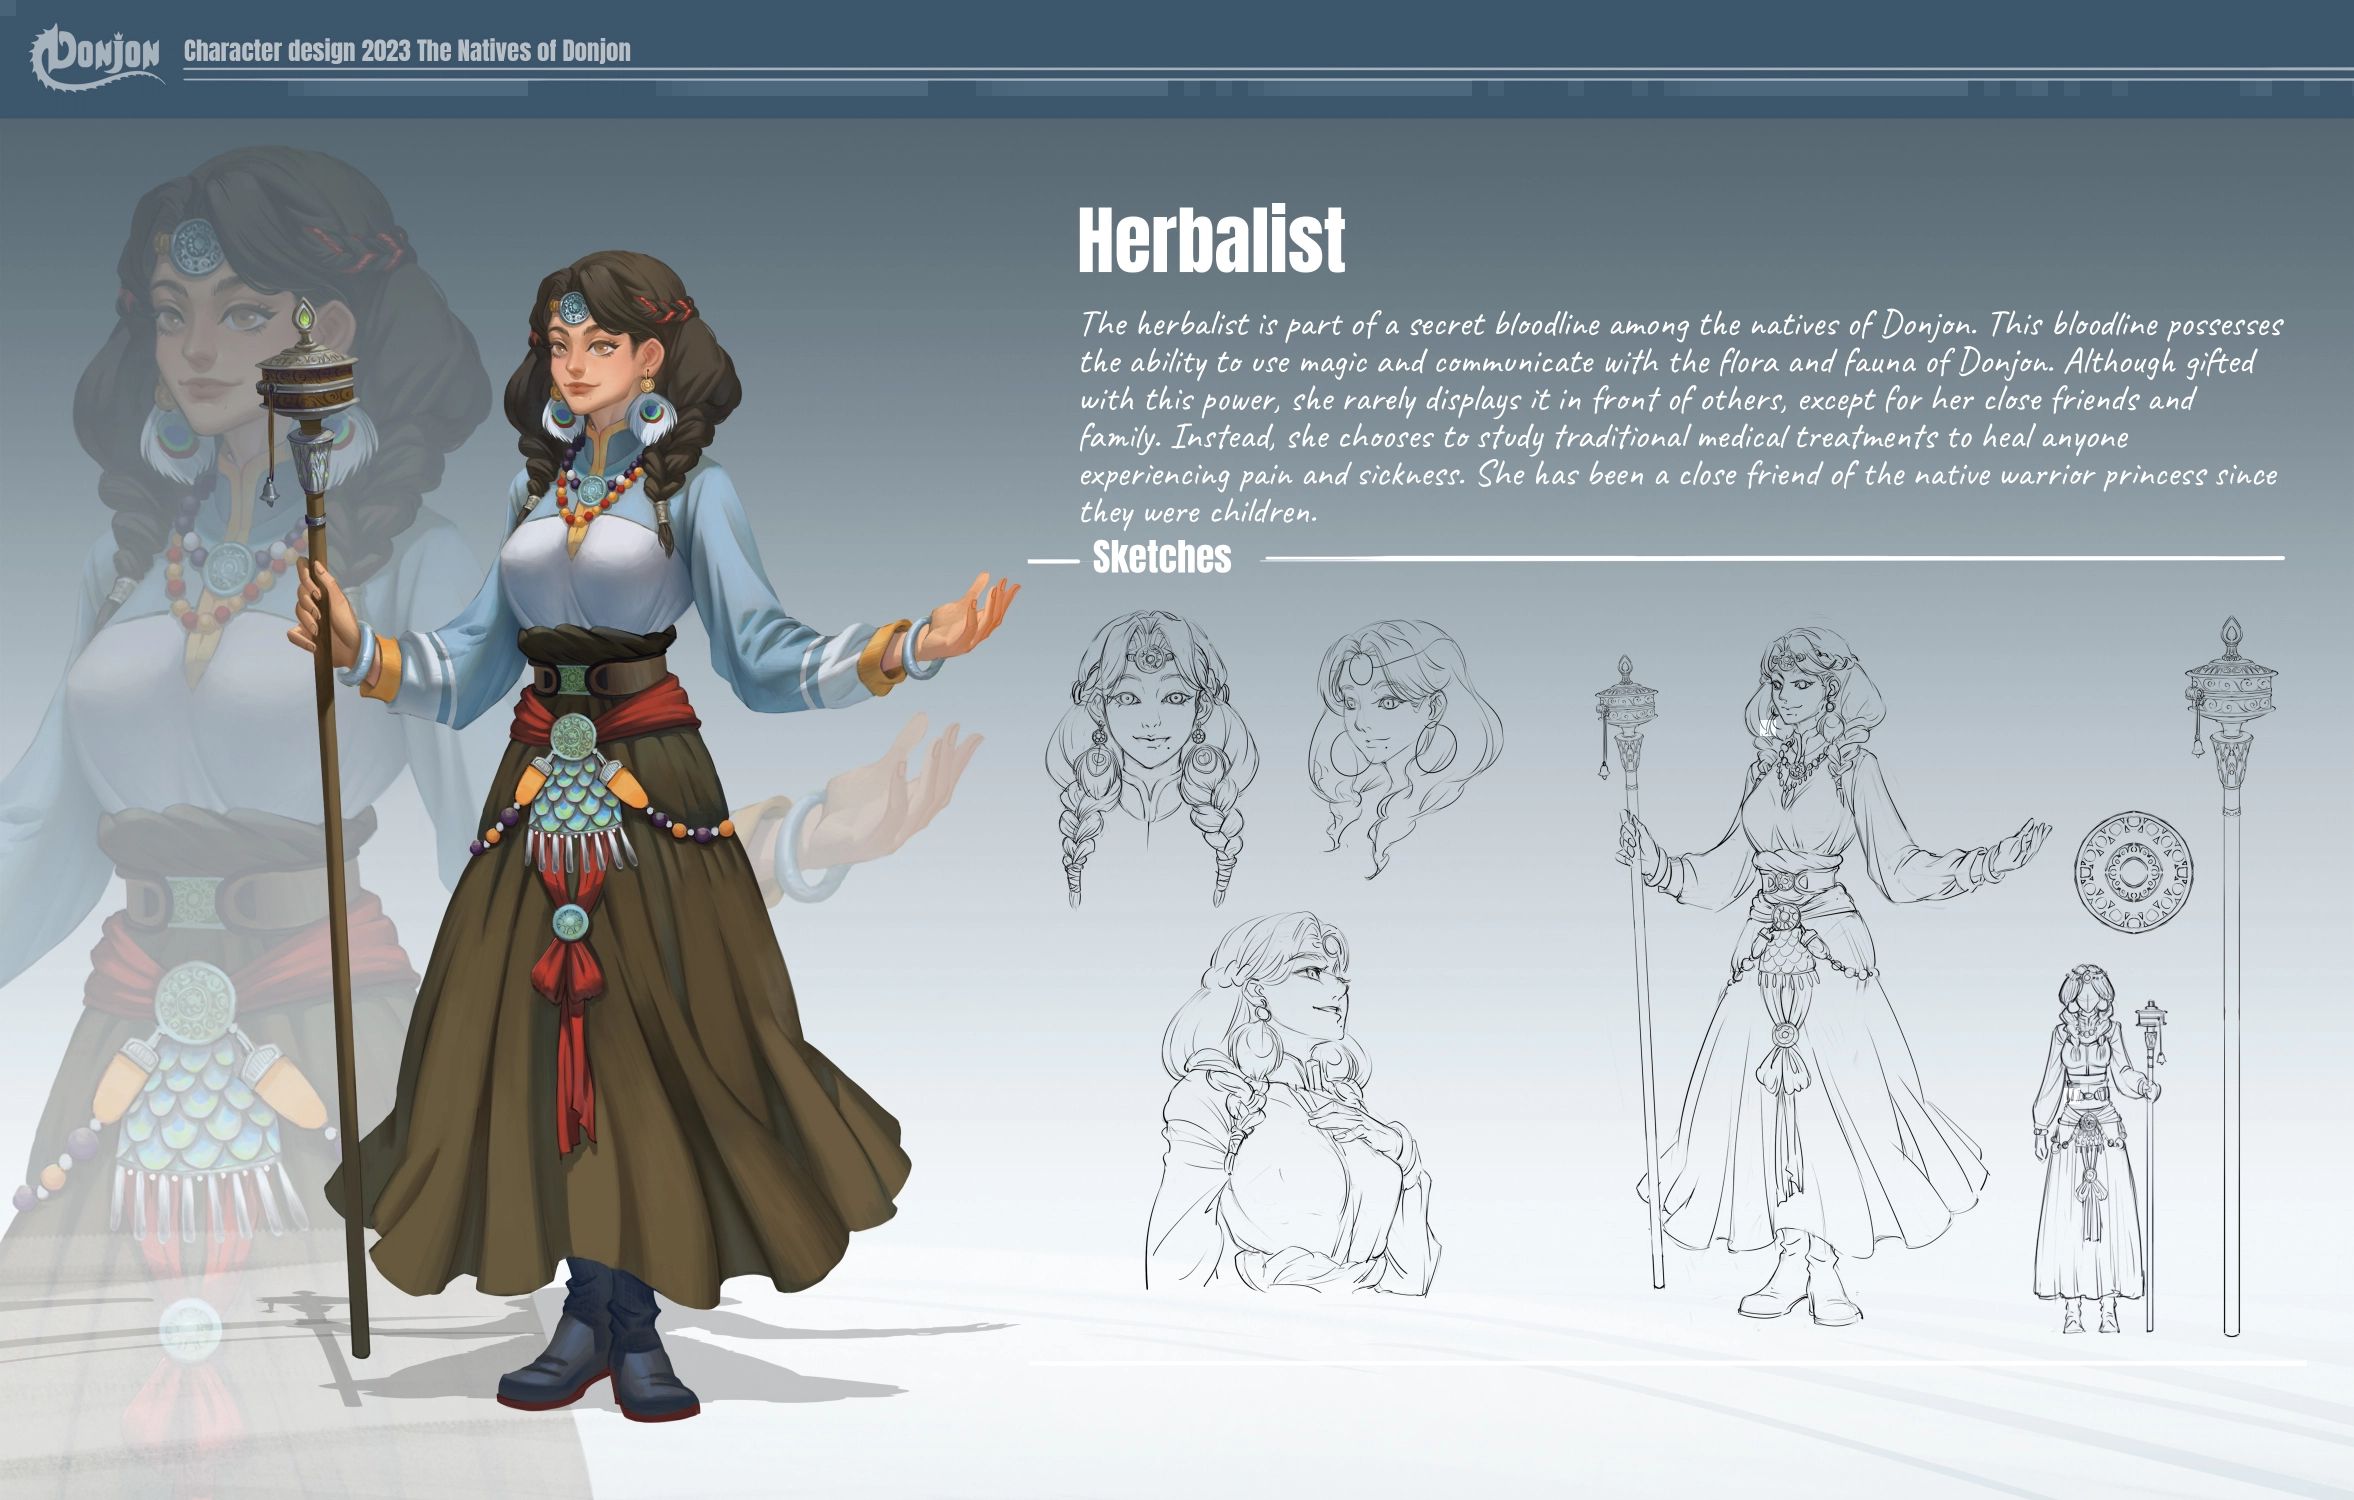 Donjon
Character design 2023 The Natives of Donjon
Herbalist
The herbalist is part of a secret bloodline among the natives of Donjon. This bloodline possesses
the ability to use magic and communicate with the flora and fauna of Donjon. Although gifted
with this power, she rarely displays it in front of others, except for her close friends and
family. Instead, she chooses to study traditional medical treatments to heal anyone
experiencing pain and sickness. She has been a close friend of the native warrior princess since
they were children.
Sketches